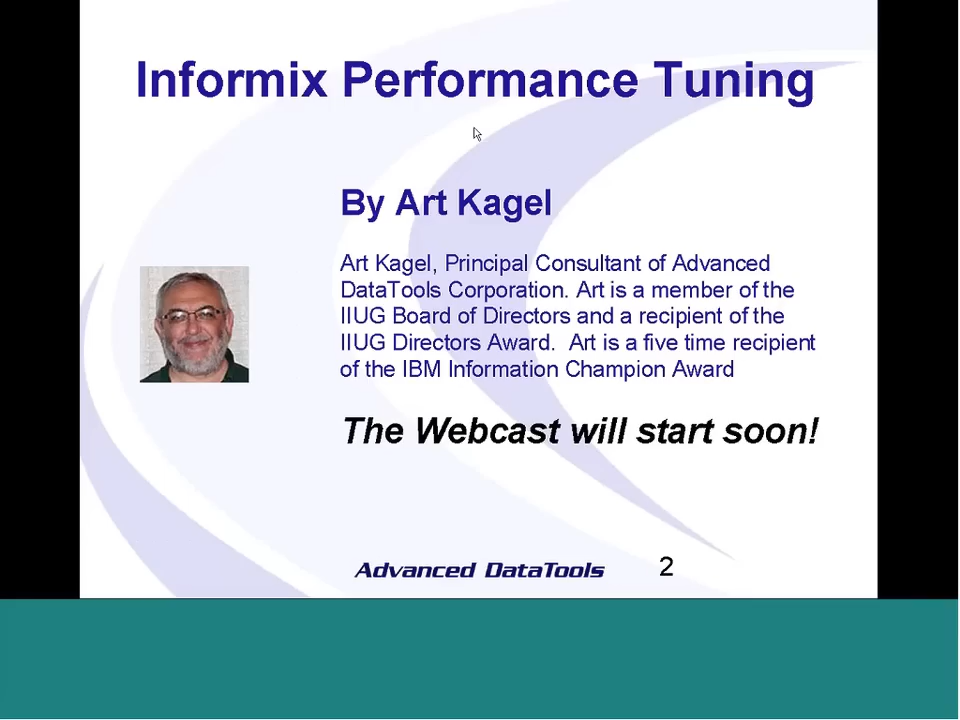 Informix Performance Tuning
By Art Kagel
Art Kagel, Principal Consultant of Advanced
DataTools Corporation. Art is a member of the
IIUG Board of Directors and a recipient of the
IIUG Directors Award.  Art is a five time recipient
of the IBM Information Champion Award
The Webcast will start soon!
Advanced DataTools
2